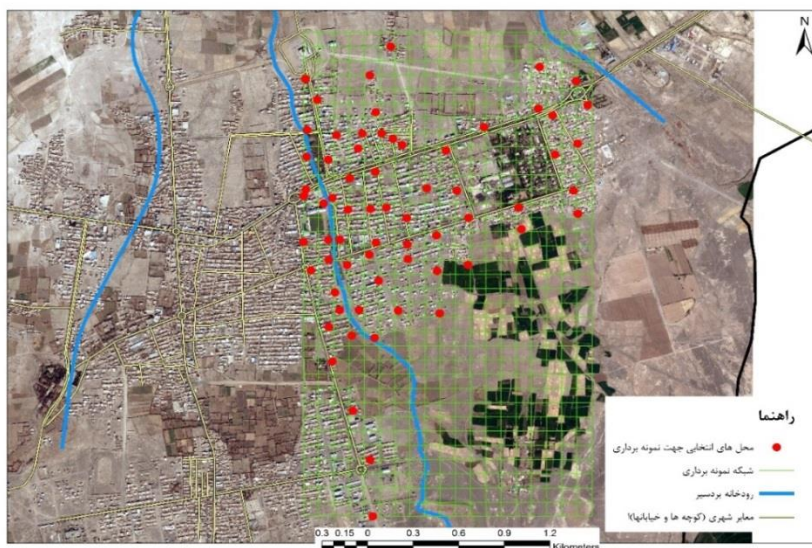 N
راهنما
محل های انتخابی جهت نمونه برداری
شبکه نمونه برداری
رودخانه بردسیر
معابر شهری (کوچه ها و خیابانها)\
0.3 0.15 0 0.3 0.6 0.9 1.2
Kilometers